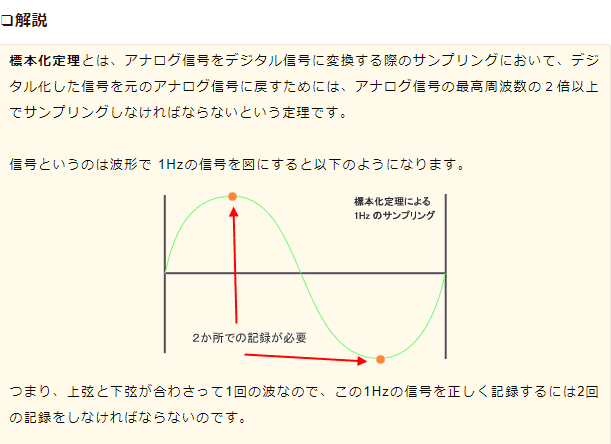 ❏解説
標本化定理とは、アナログ信号をデジタル信号に変換する際のサンプリングにおいて、デジ
タル化した信号を元のアナログ信号に戻すためには、アナログ信号の最高周波数の２倍以上
でサンプリングしなければならないという定理です。
信号というのは波形で 1Hzの信号を図にすると以下のようになります。
標本化定理による
1Hz のサンプリング
２か所での記録が必要
つまり、上弦と下弦が合わさって1回の波なので、この1Hzの信号を正しく記録するには2回
の記録をしなければならないのです。